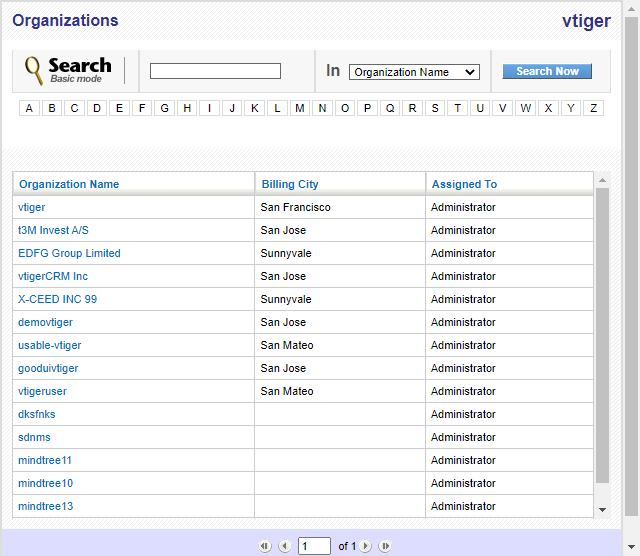 Organizations vtiger
Search
Basic mode
In Organization Name Search Now
A B C D E F G H I J K L M N O P Q R S T U V W X Y Z
Organization Name Billing City Assigned To
vtiger San Francisco Administrator
t3M Invest A/S San Jose Administrator
EDFG Group Limited Sunnyvale Administrator
vtigerCRM Inc San Jose Administrator
X-CEED INC 99 Sunnyvale Administrator
demovtiger San Jose Administrator
usable-vtiger San Mateo Administrator
gooduivtiger San Jose Administrator
vtigeruser San Mateo Administrator
dksfnks Administrator
sdnms Administrator
mindtree11 Administrator
mindtree10 Administrator
mindtree13 Administrator
1 of 1